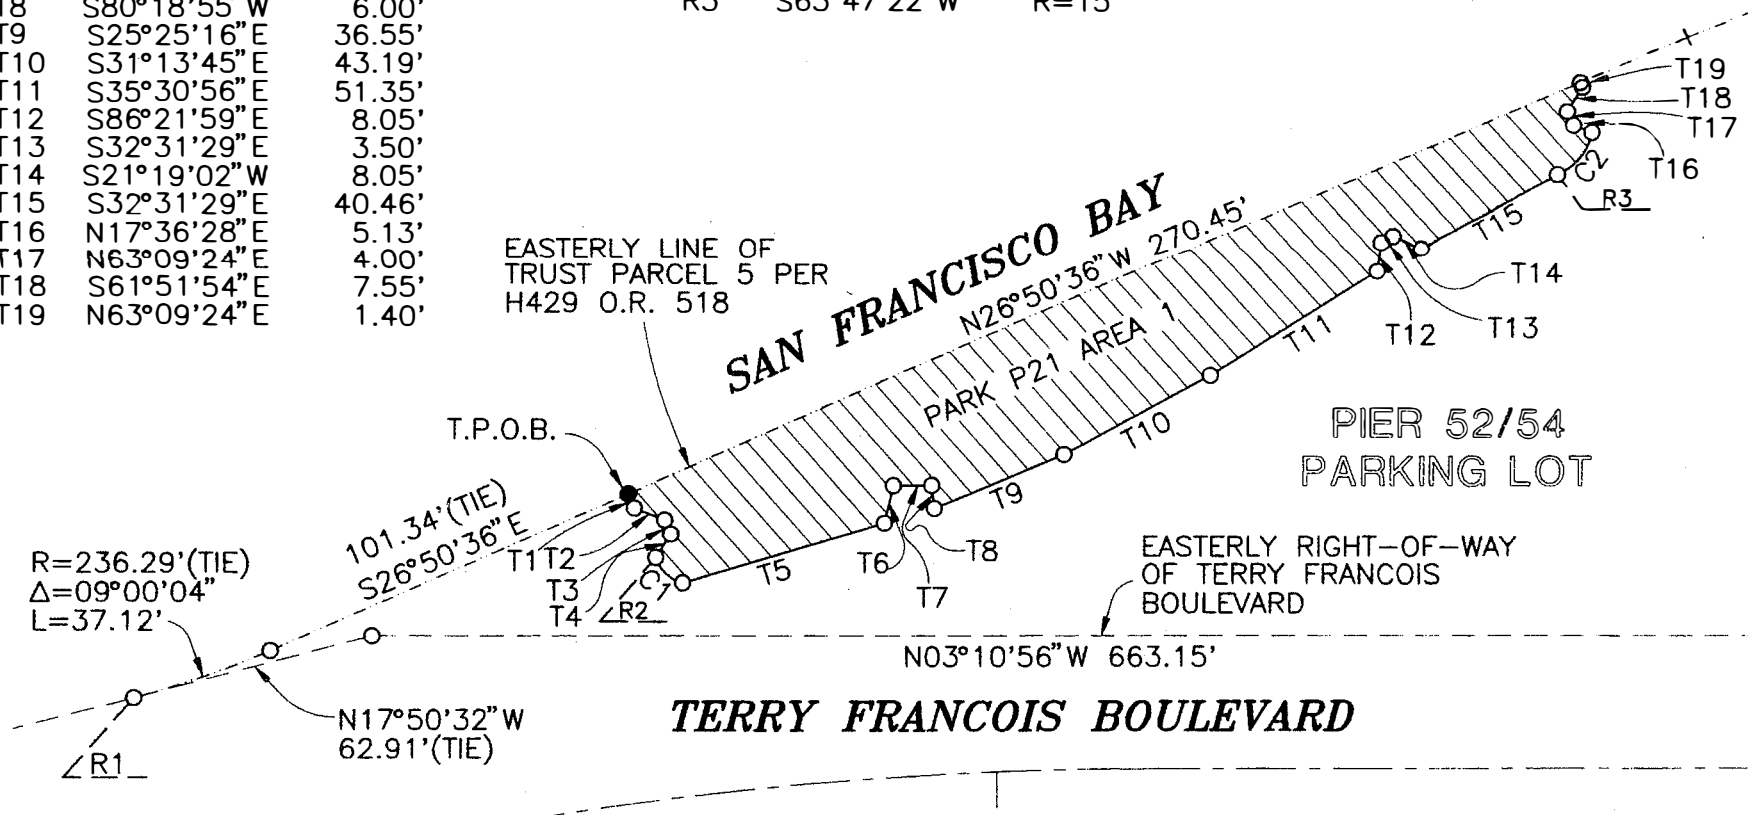 T8 S80°18'55"W 6.00'
T9 S25°25'16"E 36.55'
T10 S31°13'45"E 43.19'
T11 S35°30'56"E 51.35'
T12 S86°21'59"E 8.05'
T13 S32°31'29"E 3.50'
T14 S21°19'02"W 8.05'
T15 S32°31'29"E 40.46'
T16 N17°36'28"E 5.13'
T17 N63°09'24"E 4.00'
T18 S61°51'54"E 7.55'
T19 N63°09'24"E 1.40'
R3 S63°47'22"W R=15'
T19
T18
T17
T16
C2
R3
T15
T14
T13
T12
T11
EASTERLY LINE OF
TRUST PARCEL 5 PER
H429 O.R. 518
SAN FRANCISCO BAY
N26°50'36"W 270.45'
PARK P21 AREA 1
T10
T9
PIER 52/54
PARKING LOT
T.P.O.B.
101.34'(TIE)
S26°50'36"E
T1
T2
T3
T4
C1
R2
T5
T6
T7
T8
EASTERLY RIGHT-OF-WAY
OF TERRY FRANCOIS
BOULEVARD
R=236.29'(TIE)
Δ=09°00'04"
L=37.12'
N03°10'56"W 663.15'
N17°50'32"W
62.91'(TIE)
TERRY FRANCOIS BOULEVARD
R1